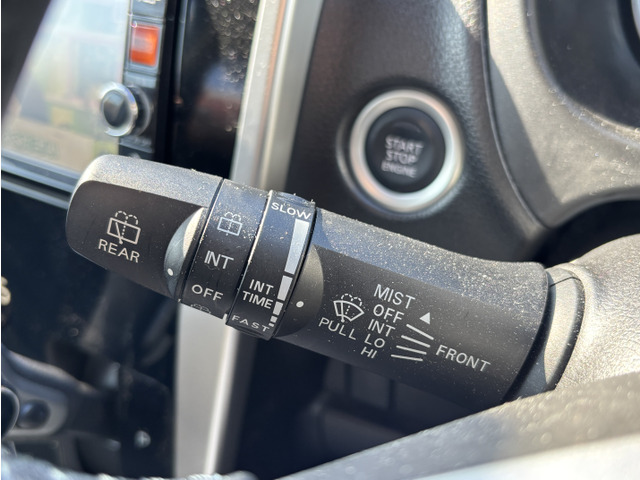 START
STOP
ENGINE
REAR
INT
OFF
SLOW
INT
TIME
FAST
MIST
OFF
INT
PULL LO
HI
FRONT